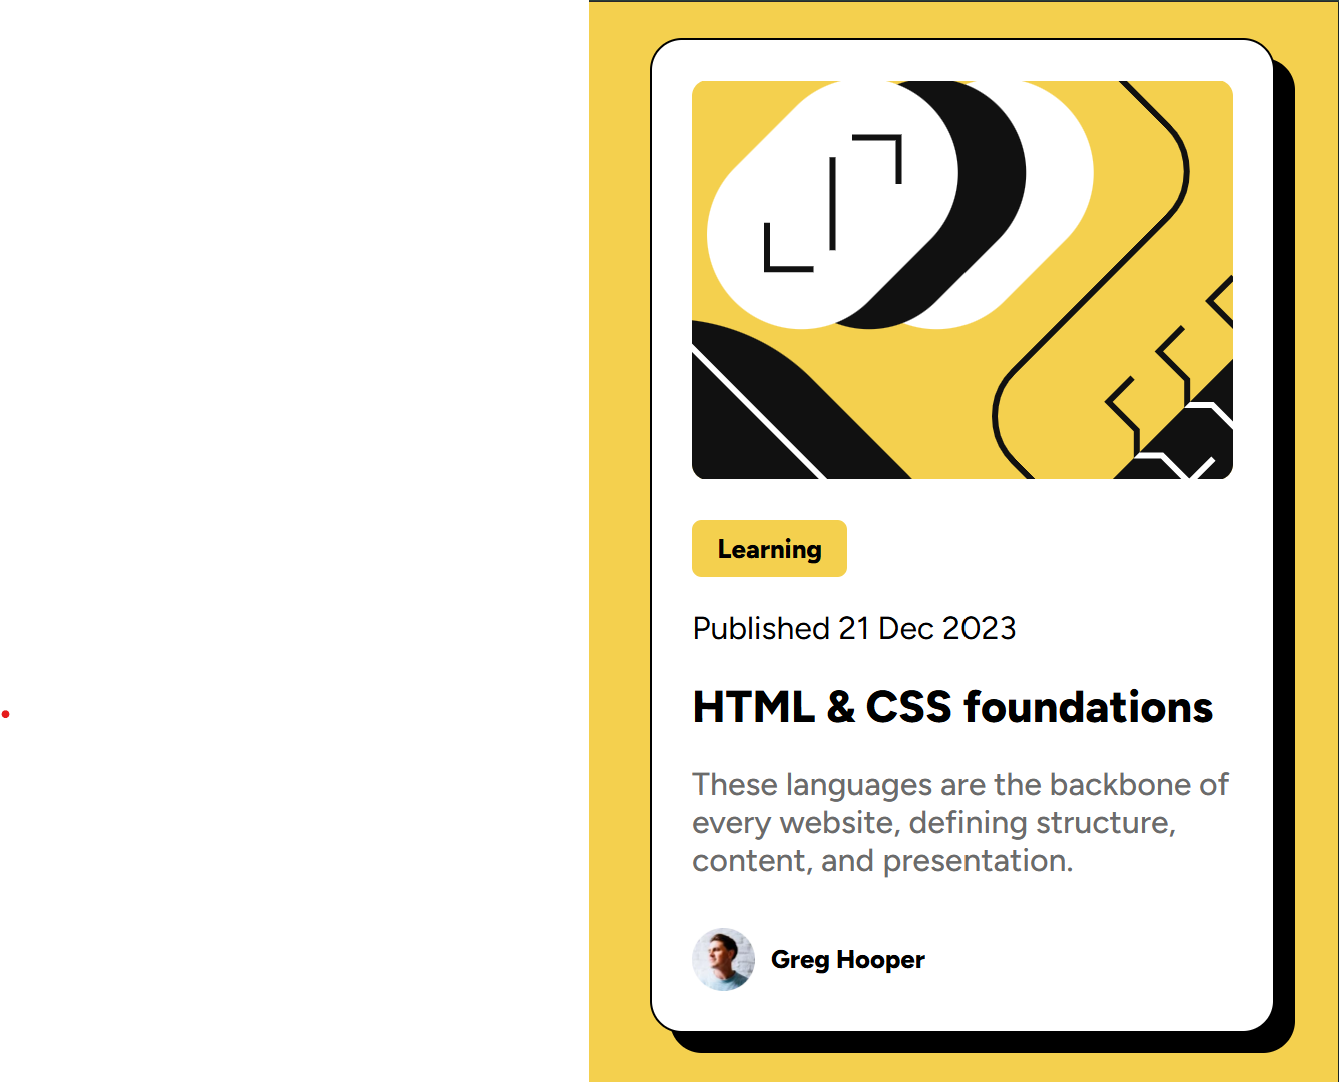 Learning
Published 21 Dec 2023
HTML & CSS foundations
These languages are the backbone of
every website, defining structure,
content, and presentation.
Greg Hooper